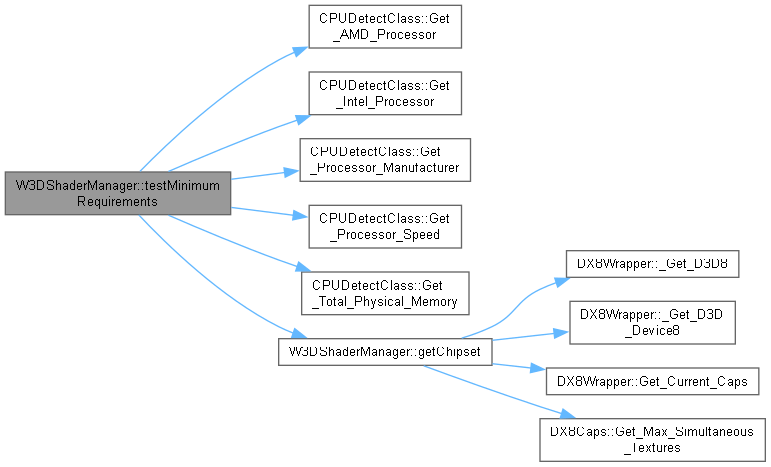 CPUDetectClass::Get
_AMD_Processor
CPUDetectClass::Get
_Intel_Processor
CPUDetectClass::Get
_Processor_Manufacturer
W3DShaderManager::testMinimum
Requirements
CPUDetectClass::Get
_Processor_Speed
CPUDetectClass::Get
_Total_Physical_Memory
W3DShaderManager::getChipset
DX8Wrapper::_Get_D3D8
DX8Wrapper::_Get_D3D
_Device8
DX8Wrapper::Get_Current_Caps
DX8Caps::Get_Max_Simultaneous
_Textures